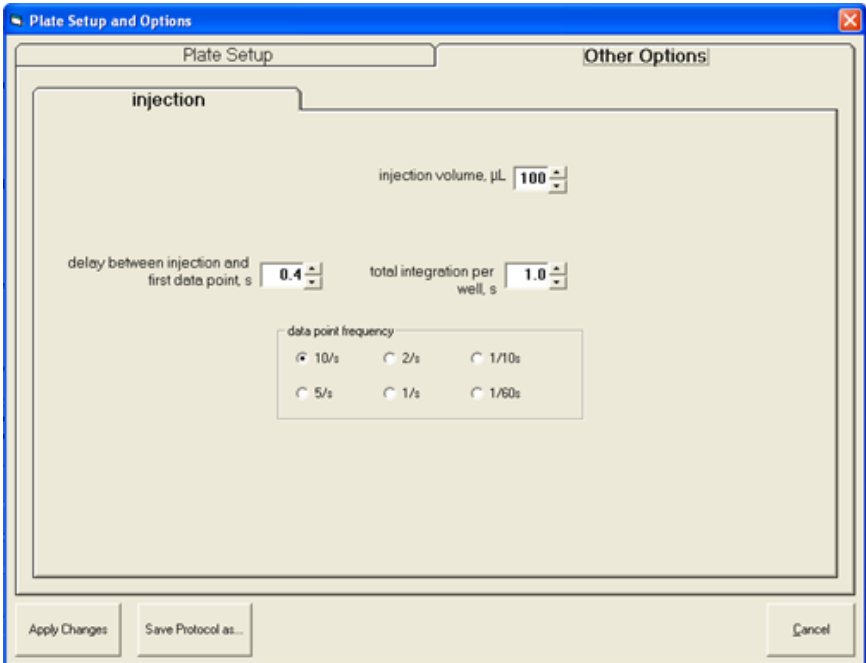 Plate Setup and Options
Plate Setup
Other Options
injection
injection volume, µL 100
delay between injection and
first data point, s 0.4
total integration per
well, s 1.0
data point frequency
10/s 2/s 1/10s
5/s 1/s 1/60s
Apply Changes
Save Protocol as...
Cancel